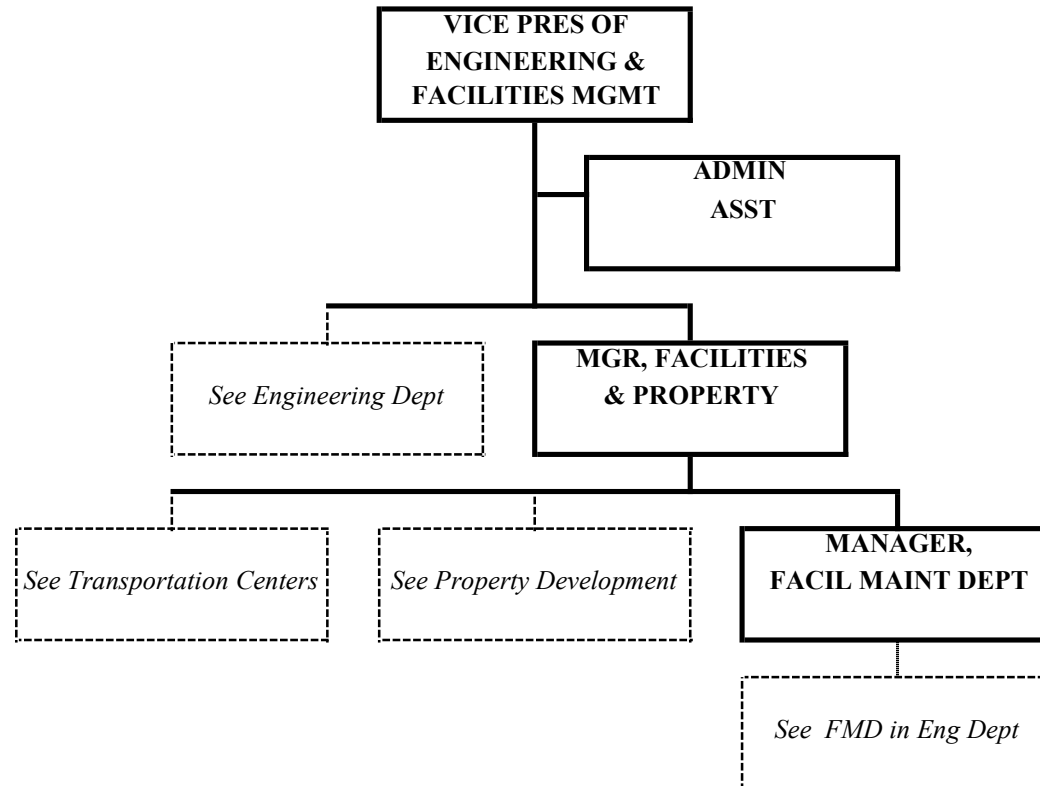 VICE PRES OF
ENGINEERING &
FACILITIES MGMT
ADMIN
ASST
See Engineering Dept
MGR, FACILITIES
& PROPERTY
See Transportation Centers
See Property Development
MANAGER,
FACIL MAINT DEPT
See FMD in Eng Dept